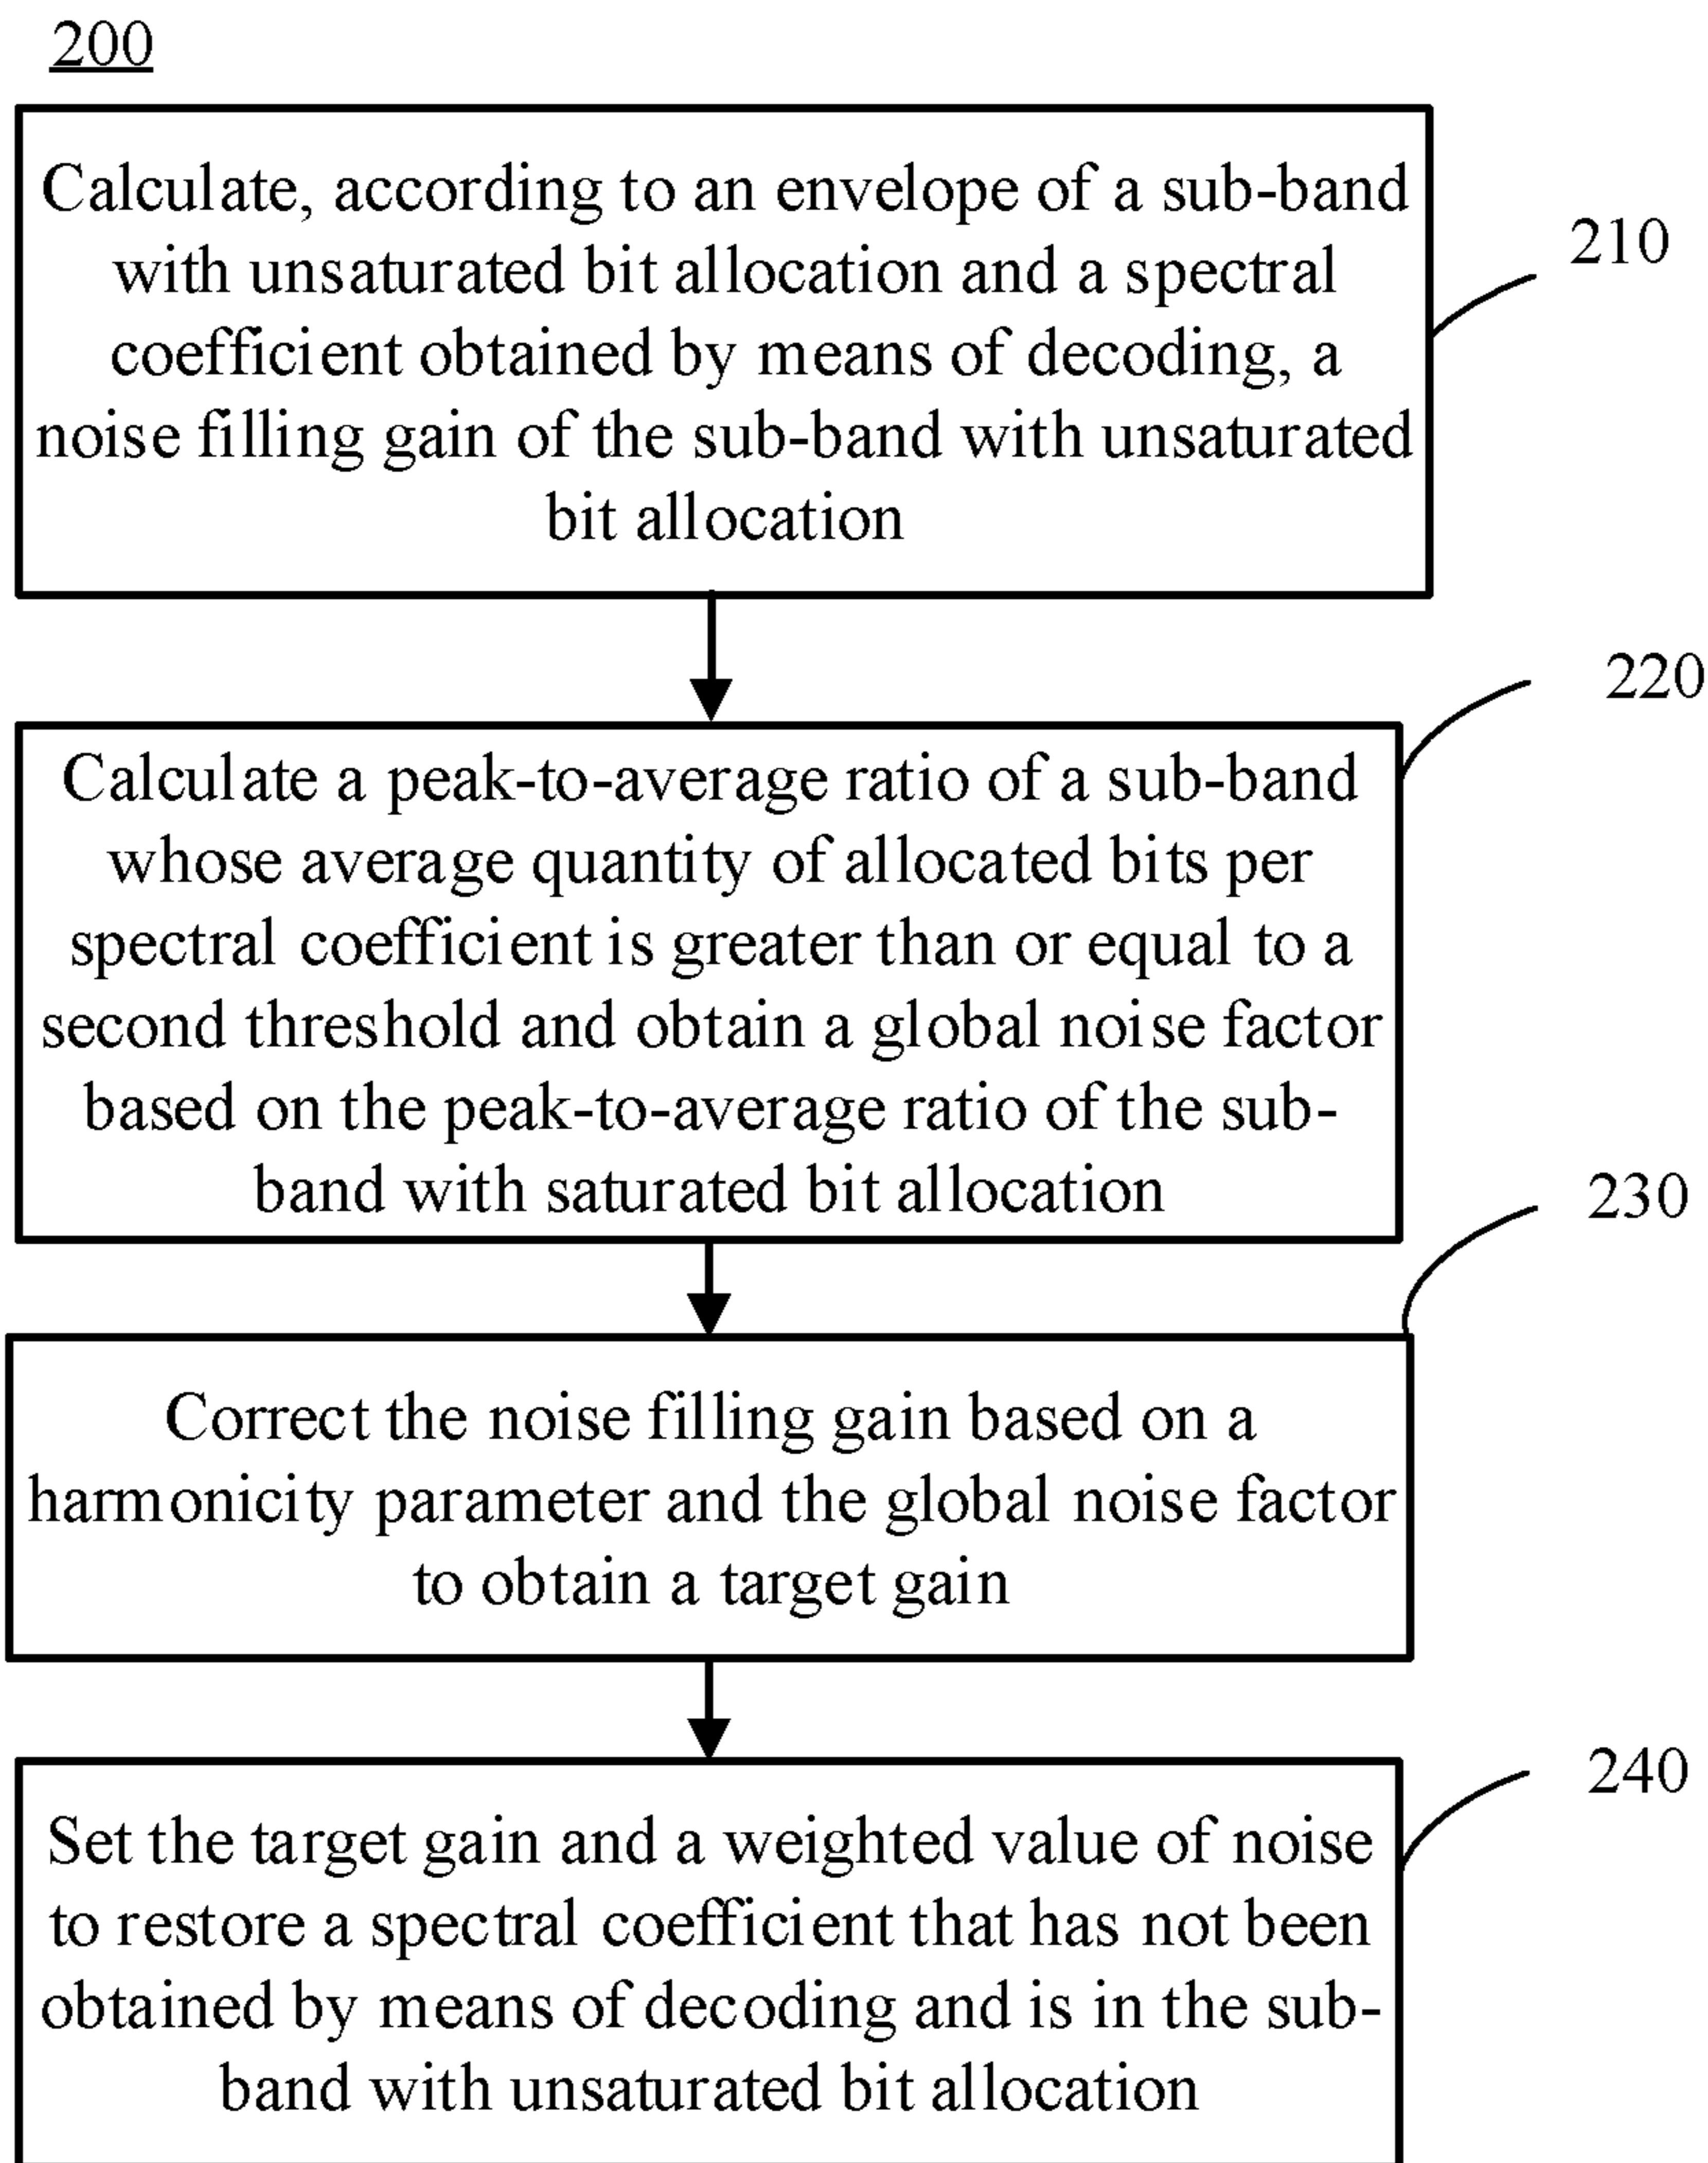 200
Calculate, according to an envelope of a sub-band
with unsaturated bit allocation and a spectral
coefficient obtained by means of decoding, a
noise filling gain of the sub-band with unsaturated
bit allocation
210
Calculate a peak-to-average ratio of a sub-band
whose average quantity of allocated bits per
spectral coefficient is greater than or equal to a
second threshold and obtain a global noise factor
based on the peak-to-average ratio of the sub-
band with saturated bit allocation
220
Correct the noise filling gain based on a
harmonicity parameter and the global noise factor
to obtain a target gain
230
Set the target gain and a weighted value of noise
to restore a spectral coefficient that has not been
obtained by means of decoding and is in the sub-
band with unsaturated bit allocation
240